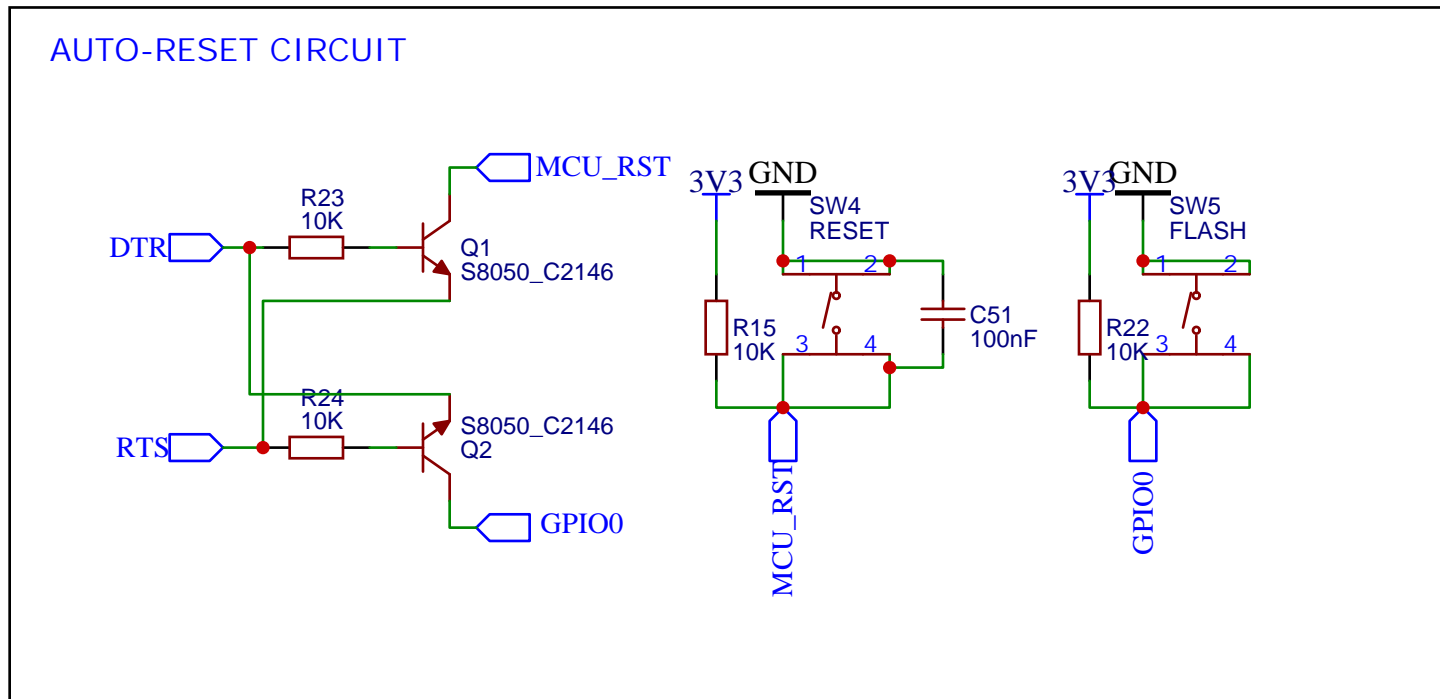 AUTO-RESET CIRCUIT
MCU_RST
R23
10K
DTR
Q1
S8050_C2146
R24
10K
RTS
S8050_C2146
Q2
GPIO0
3V3
GND
SW4
RESET
1 2
R15
10K
3 4
C51
100nF
MCU_RST
3V3
GND
SW5
FLASH
1 2
R22
10K
3 4
GPIO0